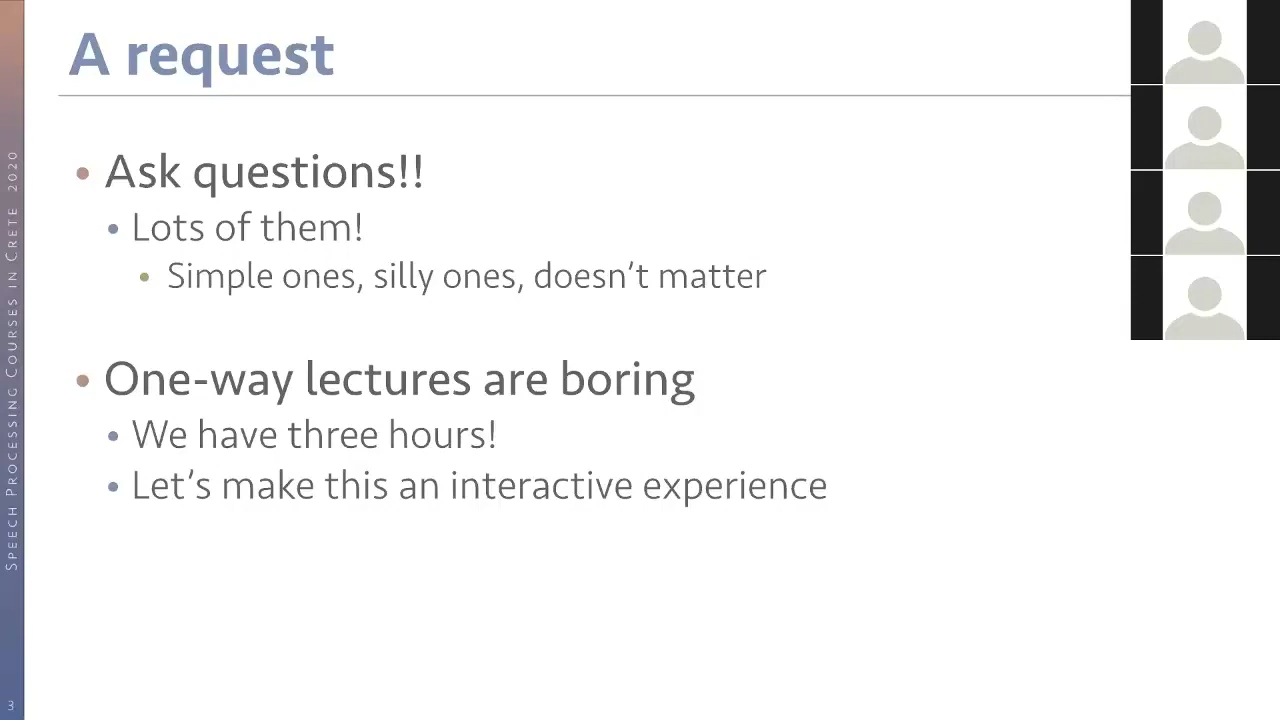 A request
Ask questions!!
Lots of them!
Simple ones, silly ones, doesn't matter
One-way lectures are boring
We have three hours!
Let's make this an interactive experience
SPEECH PROCESSING COURSES IN CRETE 2020
3